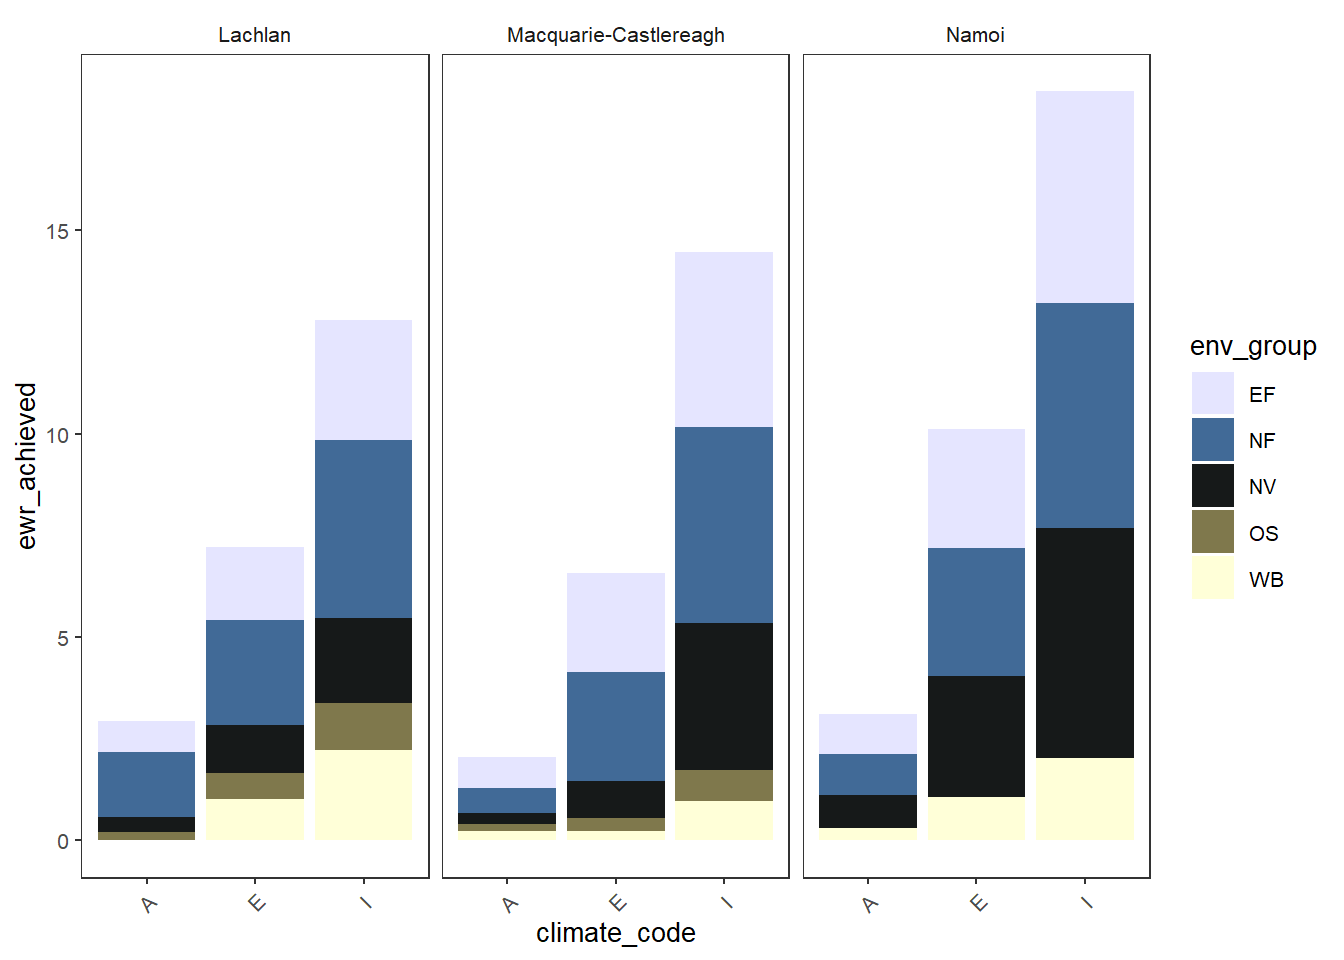 Lachlan
Macquarie-Castlereagh
Namoi
ewr_achieved
15
10
5
0
A
E
I
A
E
I
A
E
I
climate_code
env_group
EF
NF
NV
OS
WB